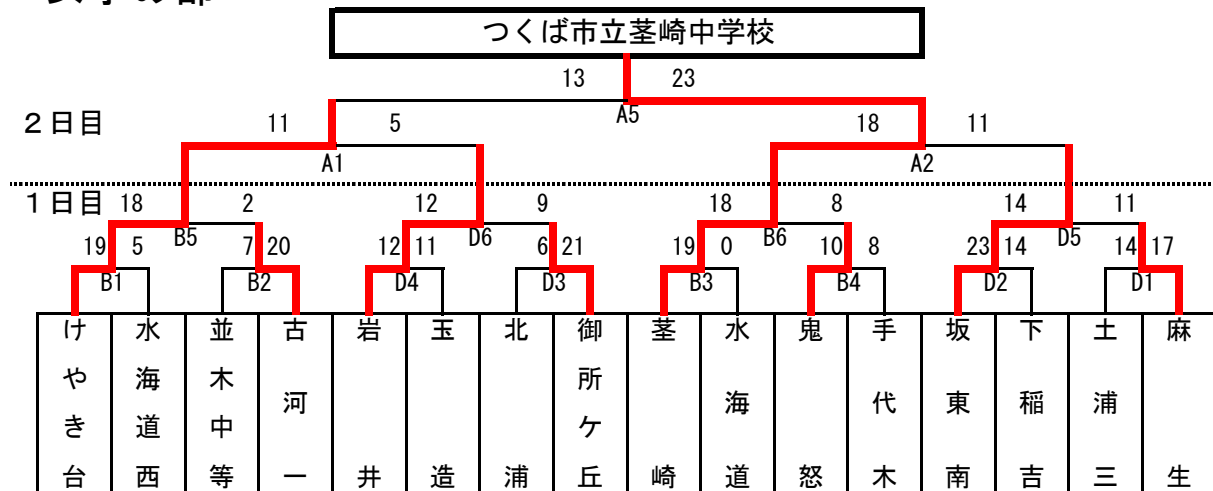 つくば市立茎崎中学校
13 23
A5
2日目
11 5 18 11
A1 A2
1日目
18 2 12 9 18 8 14 11
B5 D6 B6 D5
19 5 7 20 12 11 6 21 19 0 10 8 23 14 14 17
B1 B2 D4 D3 B3 B4 D2 D1
けやき台
水海道西
並木中等
古河一
岩井
玉造
北浦
御所ケ丘
茎崎
水海道
鬼怒
手代木
坂東南
下稲吉
土浦三
麻生